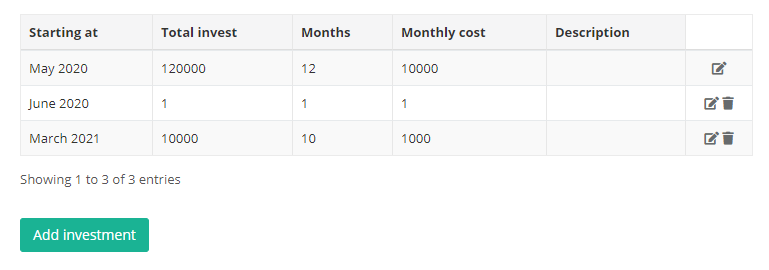 Starting at Total invest Months Monthly cost Description
May 2020 120000 12 10000
June 2020 1 1 1
March 2021 10000 10 1000
Showing 1 to 3 of 3 entries
Add investment